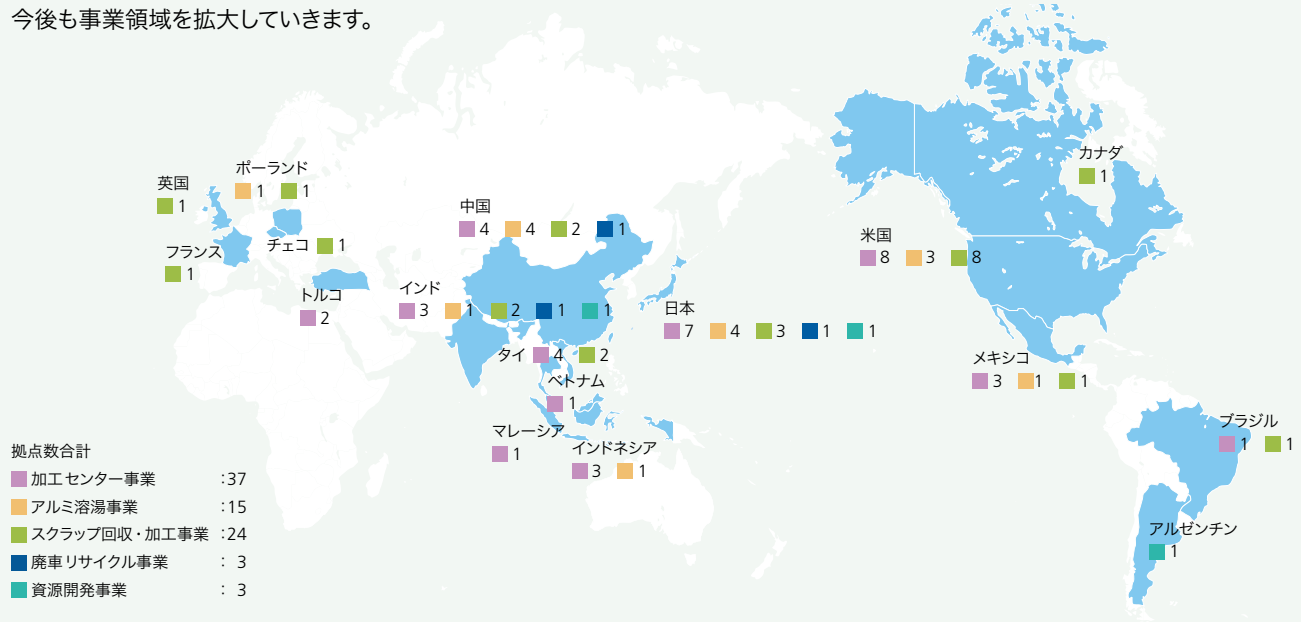 今後も事業領域を拡大していきます。
カナダ
1
ポーランド
1 1
英国
1
中国
4 4 2 1
米国
8 3 8
フランス
1
チェコ 1
トルコ
2
インド
3 1 2 1 1
日本
7 4 3 1 1
タイ 4 2
ベトナム
1
メキシコ
3 1 1
マレーシア
1
インドネシア
3 1
ブラジル
1 1
アルゼンチン
1
拠点数合計
加工センター事業 :37
アルミ溶湯事業 :15
スクラップ回収・加工事業 :24
廃車リサイクル事業 : 3
資源開発事業 : 3